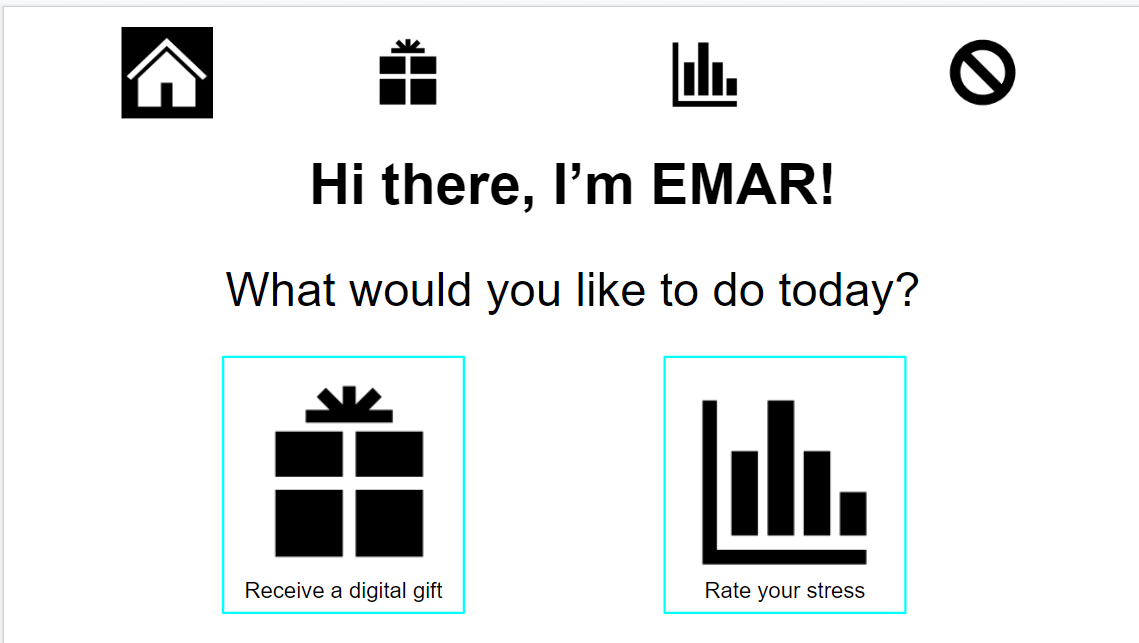 Hi there, I’m EMAR!
What would you like to do today?
Receive a digital gift
Rate your stress